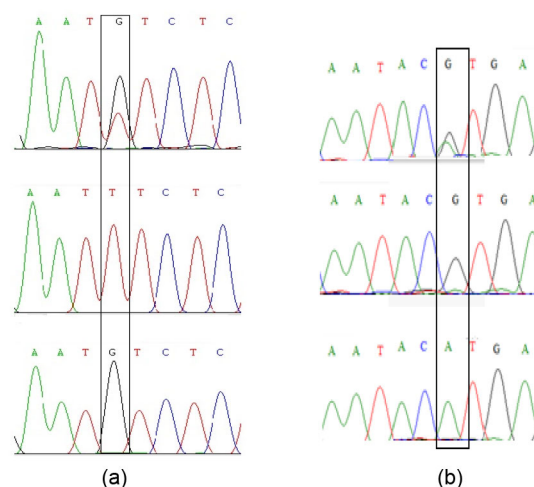 A A T G T C T C
A A T T T C T C
A A T G T C T C
(a)
A A T A C G T G A
A A T A C G T G A
A A T A C A T G A
(b)